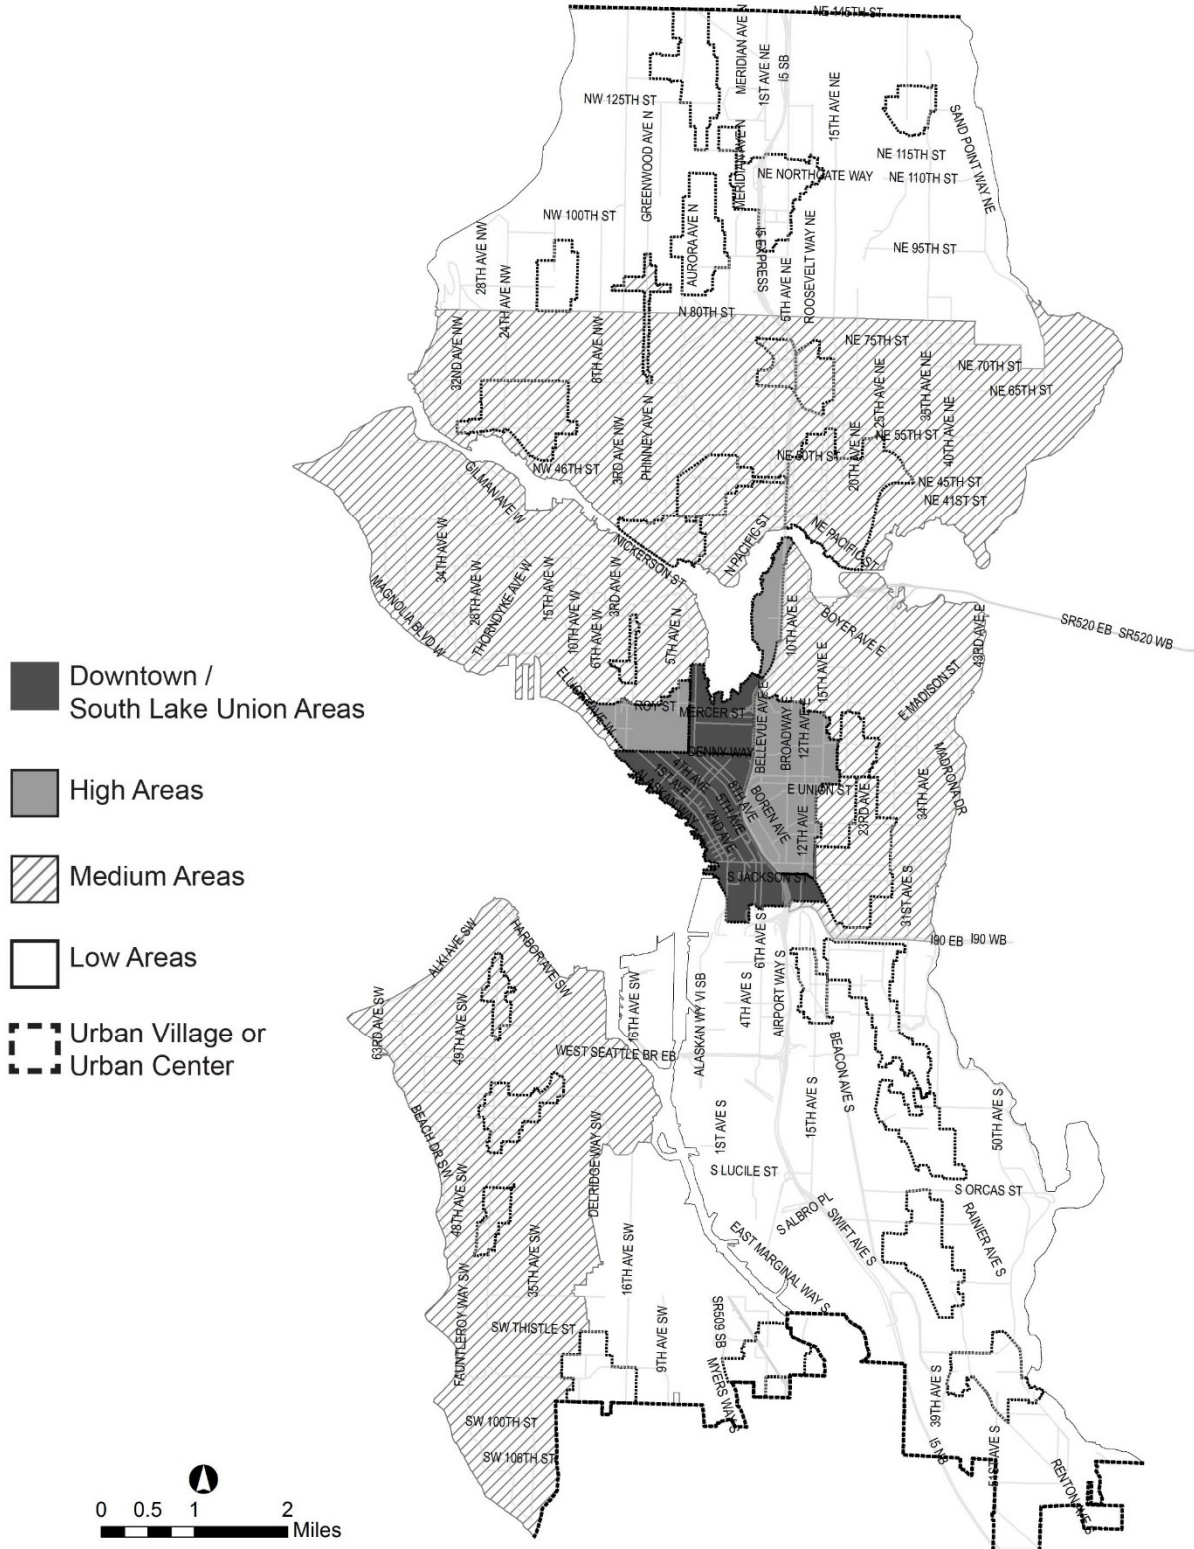 NE 145TH ST
MERIDIAN AVE N
1ST AVE NE
I5 SB
NW 125TH ST
GREENWOOD AVE N
15TH AVE NE
SAND POINT WAY NE
MERIDIAN AVE N
NE 115TH ST
NE NORTHGATE WAY
NE 110TH ST
NW 100TH ST
AURORA AVE N
I5 EXPRESS
5TH AVE NE
ROOSEVELT WAY NE
NE 95TH ST
28TH AVE NW
24TH AVE NW
N 80TH ST
32ND AVE NW
8TH AVE NW
NE 75TH ST
NE 70TH ST
NE 65TH ST
25TH AVE NE
35TH AVE NE
PHINNEY AVE N
3RD AVE NW
NE 55TH ST
40TH AVE NE
NE 50TH ST
20TH AVE NE
NW 46TH ST
NE 45TH ST
NE 41ST ST
GILMAN AVE W
NICKERSON ST
N PACIFIC ST
NE PACIFIC ST
34TH AVE W
28TH AVE W
THORNDYKE AVE W
15TH AVE W
10TH AVE W
6TH AVE W
3RD AVE W
5TH AVE N
MAGNOLIA BLVD W
10TH AVE E
BOYER AVE E
15TH AVE E
43RD AVE E
SR520 EB SR520 WB
E MADISON ST
ELLIOTT AVE W
ROY ST
MERCER ST
BELLEVUE AVE E
BROADWAY E
12TH AVE E
DENNY WAY
MADRONA DR
4TH AVE
1ST AVE
ALASKAN WAY
8TH AVE
5TH AVE
2ND AVE
BOREN AVE
E UNION ST
12TH AVE
23RD AVE
34TH AVE
S JACKSON ST
31ST AVE S
I90 EB I90 WB
6TH AVE S
4TH AVE S
AIRPORT WAY S
Downtown /
South Lake Union Areas
High Areas
Medium Areas
Low Areas
Urban Village or
Urban Center
ALKI AVE SW
HARBOR AVE SW
63RD AVE SW
49TH AVE SW
16TH AVE SW
ALASKAN WY VI SB
WEST SEATTLE BR EB
BEACON AVE S
15TH AVE S
1ST AVE S
50TH AVE S
BEACH DR SW
DELRIDGE WAY SW
S LUCILE ST
S ORCAS ST
48TH AVE SW
S ALBRO PL
SWIFT AVE S
RAINIER AVE S
EAST MARGINAL WAY S
35TH AVE SW
16TH AVE SW
FAUNTLEROY WAY SW
SW THISTLE ST
9TH AVE SW
SR509 SB
MYERS WAY S
39TH AVE S
SW 100TH ST
SW 106TH ST
I5 NB
51ST AVE S
RENTON AVE S
0 0.5 1 2
Miles